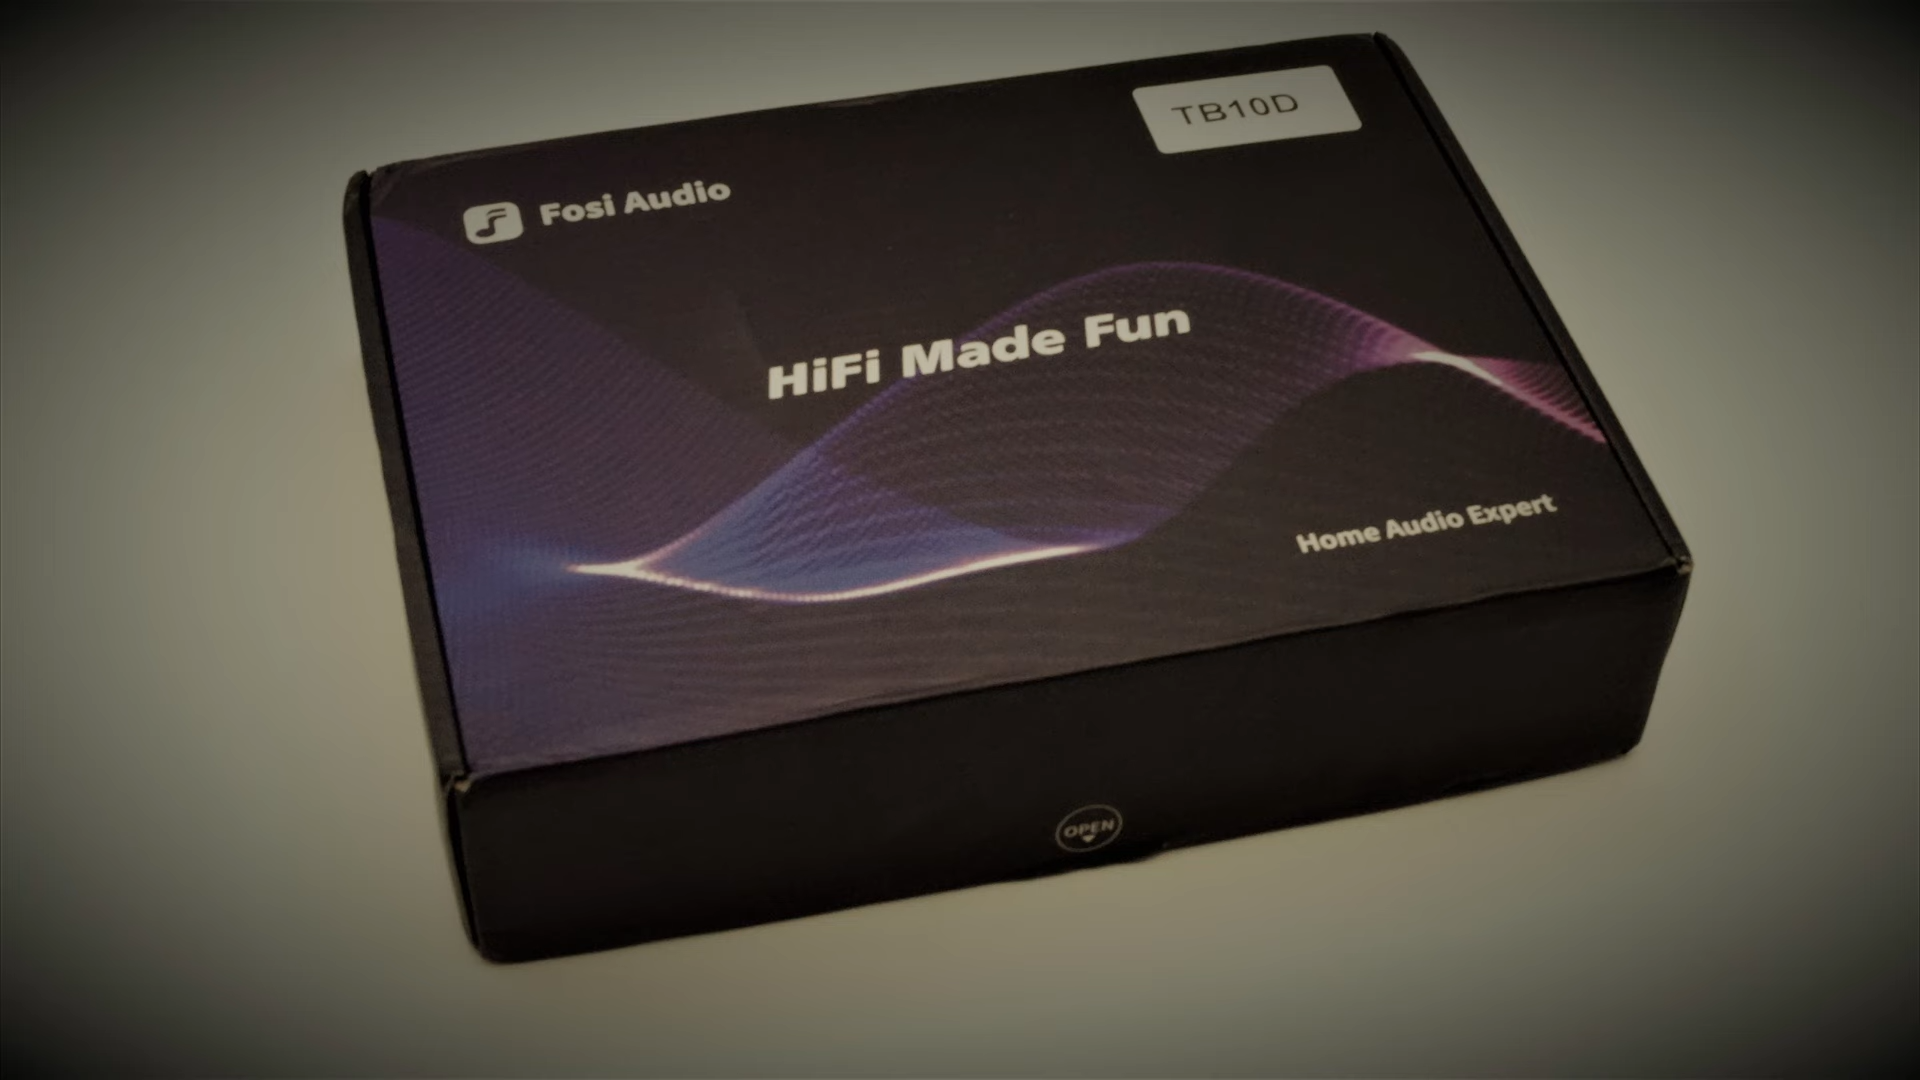 TB10D
Fosi Audio
HiFi Made Fun
Home Audio Expert
OPEN